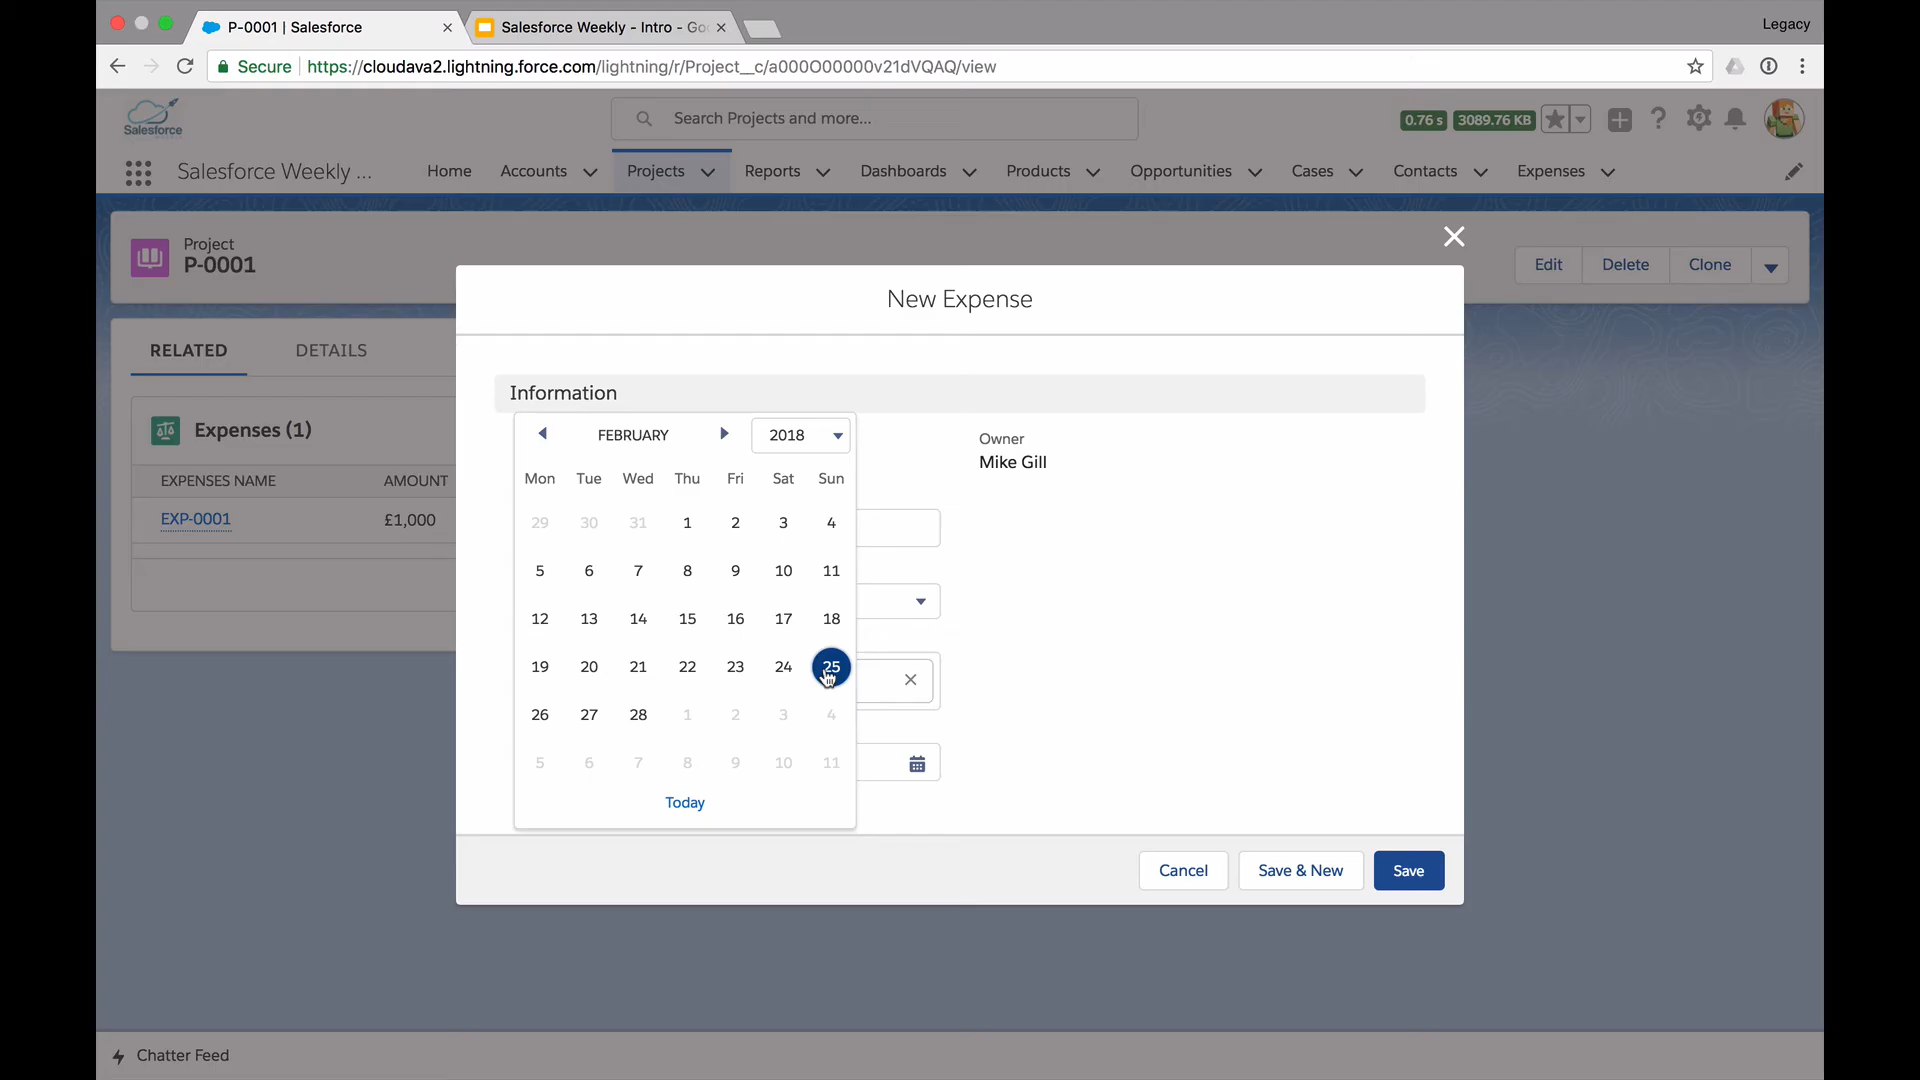 P-0001 | Salesforce
Salesforce Weekly - Intro - Goo
Legacy
Secure https://cloudava2.lightning.force.com/lightning/r/Project__c/a000O00000v21dVQAQ/view
Salesforce
Search Projects and more...
0.76 s 3089.76 KB
Salesforce Weekly ... Home Accounts Projects Reports Dashboards Products Opportunities Cases Contacts Expenses
Project
P-0001
Edit Delete Clone
New Expense
RELATED DETAILS
Information
Expenses (1)
EXPENSES NAME AMOUNT
EXP-0001 £1,000
FEBRUARY 2018
Owner
Mike Gill
Mon Tue Wed Thu Fri Sat Sun
29 30 31 1 2 3 4
5 6 7 8 9 10 11
12 13 14 15 16 17 18
19 20 21 22 23 24 25
26 27 28 1 2 3 4
5 6 7 8 9 10 11
Today
Cancel Save & New Save
Chatter Feed